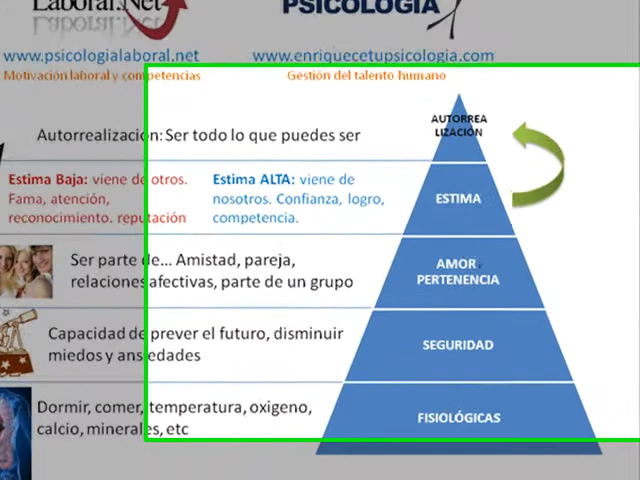 Laboral.Net
PSICOLOGIA
www.psicologialaboral.net
www.enriquecetupsicologia.com
Motivación laboral y competencias
Gestión del talento humano
Autorrealización: Ser todo lo que puedes ser
AUTORREA
LIZACIÓN
Estima Baja: viene de otros.
Fama, atención,
reconocimiento. reputación
Estima ALTA: viene de
nosotros. Confianza, logro,
competencia.
ESTIMA
Ser parte de... Amistad, pareja,
relaciones afectivas, parte de un grupo
AMOR
PERTENENCIA
Capacidad de prever el futuro, disminuir
miedos y ansiedades
SEGURIDAD
Dormir, comer, temperatura, oxigeno,
calcio, minerales, etc
FISIOLÓGICAS